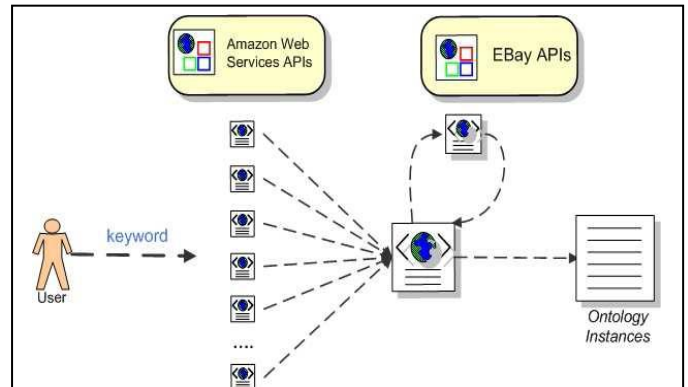 Amazon Web
Services APIs
EBay APIs
keyword
User
....
Ontology
Instances